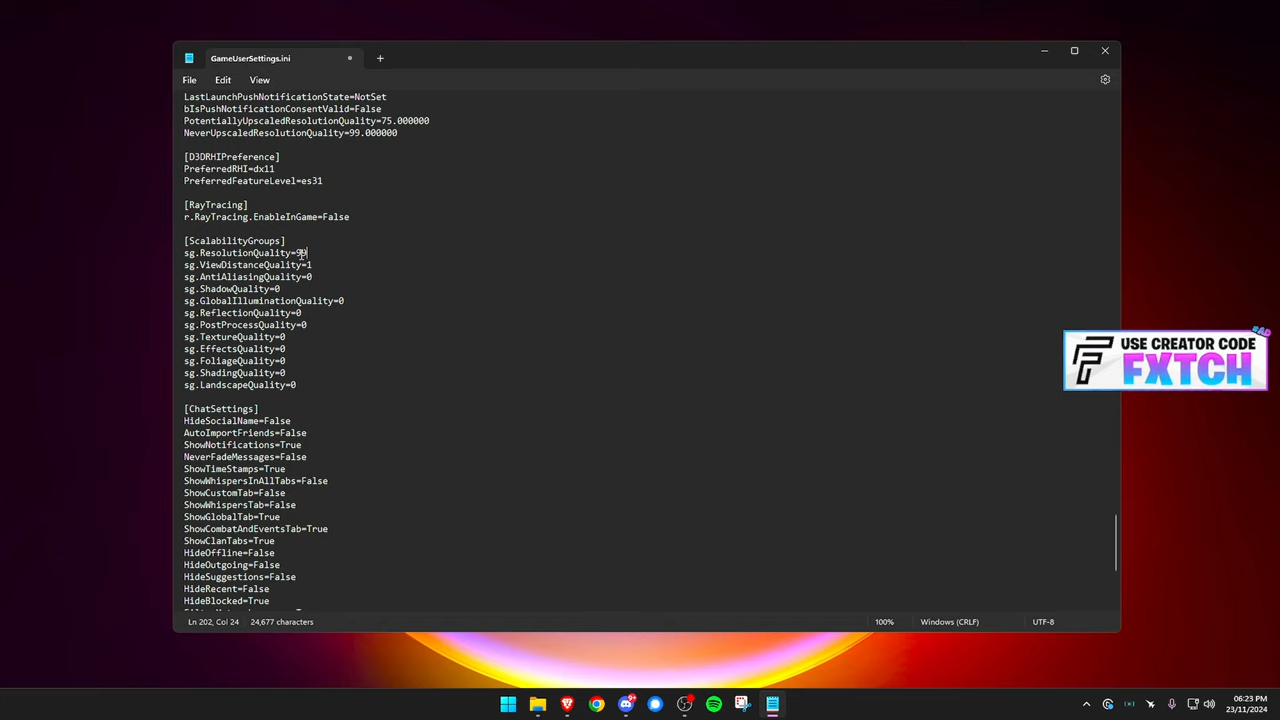 GameUserSettings.ini
File Edit View
LastLaunchPushNotificationState=NotSet
bIsPushNotificationConsentValid=False
PotentiallyUpscaledResolutionQuality=75.000000
NeverUpscaledResolutionQuality=99.000000
[D3DRHIPreference]
PreferredRHI=dx11
PreferredFeatureLevel=es31
[RayTracing]
r.RayTracing.EnableInGame=False
[ScalabilityGroups]
sg.ResolutionQuality=99
sg.ViewDistanceQuality=1
sg.AntiAliasingQuality=0
sg.ShadowQuality=0
sg.GlobalIlluminationQuality=0
sg.ReflectionQuality=0
sg.PostProcessQuality=0
sg.TextureQuality=0
sg.EffectsQuality=0
sg.FoliageQuality=0
sg.ShadingQuality=0
sg.LandscapeQuality=0
[ChatSettings]
HideSocialName=False
AutoImportFriends=False
ShowNotifications=True
NeverFadeMessages=False
ShowTimeStamps=True
ShowWhispersInAllTabs=False
ShowCustomTab=False
ShowWhispersTab=False
ShowGlobalTab=True
ShowCombatAndEventsTab=True
ShowClanTabs=True
HideOffline=False
HideOutgoing=False
HideSuggestions=False
HideRecent=False
HideBlocked=True
Ln 202, Col 24 24,677 characters 100% Windows (CRLF) UTF-8
#AD
USE CREATOR CODE
FXTCH
06:23 PM
23/11/2024